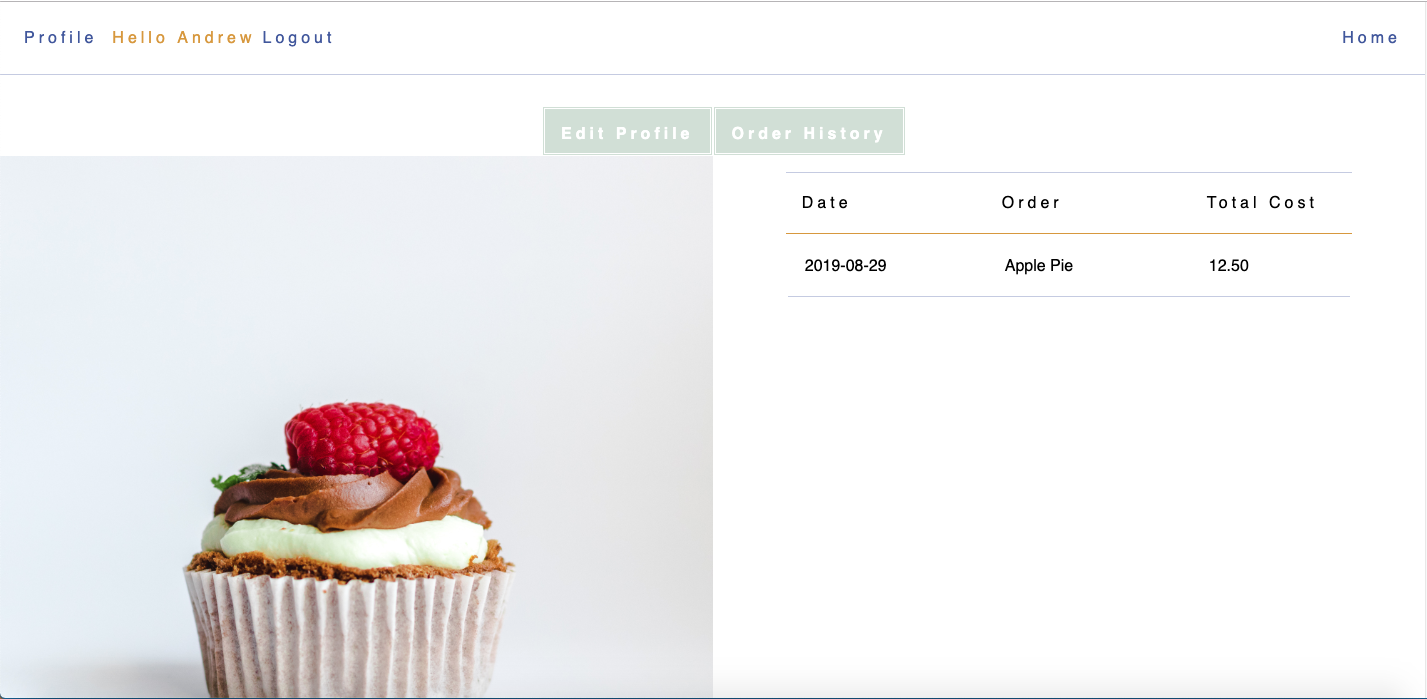 Profile Hello Andrew Logout Home
Edit Profile Order History
Date Order Total Cost
2019-08-29 Apple Pie 12.50